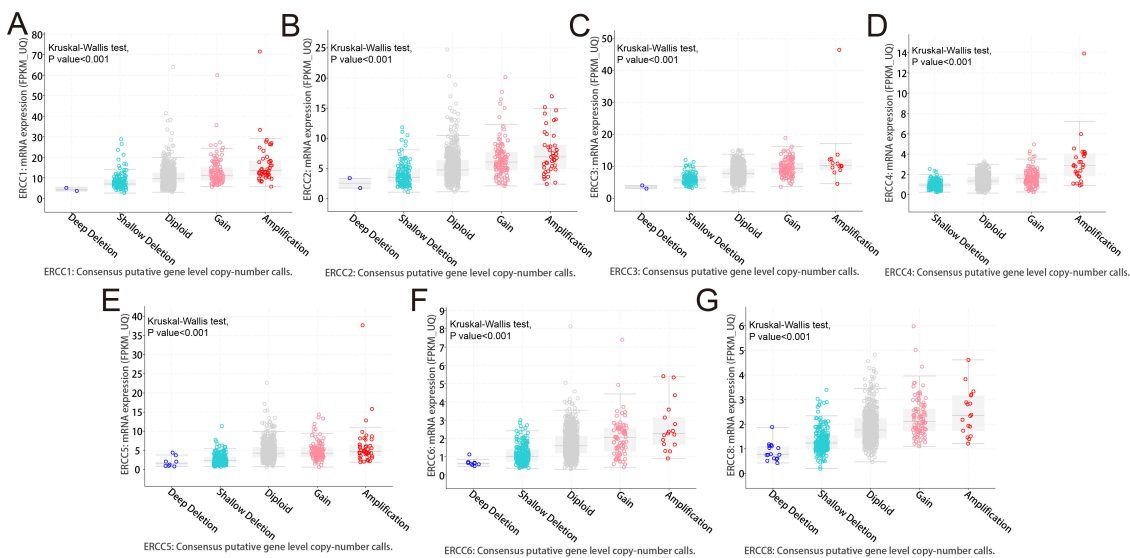 A
ERCC1: mRNA expression (FPKM_UQ)
Kruskal-Wallis test,
P value<0.001
80
70
60
50
40
30
20
10
0
Deep Deletion
Shallow Deletion
Diploid
Gain
Amplification
ERCC1: Consensus putative gene level copy-number calls.
B
ERCC2: mRNA expression (FPKM_UQ)
Kruskal-Wallis test,
P value<0.001
25
20
15
10
5
0
Deep Deletion
Shallow Deletion
Diploid
Gain
Amplification
ERCC2: Consensus putative gene level copy-number calls.
C
ERCC3: mRNA expression (FPKM_UQ)
Kruskal-Wallis test,
P value<0.001
50
40
30
20
10
0
Deep Deletion
Shallow Deletion
Diploid
Gain
Amplification
ERCC3: Consensus putative gene level copy-number calls.
D
ERCC4: mRNA expression (FPKM_UQ)
Kruskal-Wallis test,
P value<0.001
14
12
10
8
6
4
2
0
Shallow Deletion
Diploid
Gain
Amplification
ERCC4: Consensus putative gene level copy-number calls.
E
ERCC5: mRNA expression (FPKM_UQ)
Kruskal-Wallis test,
P value<0.001
40
35
30
25
20
15
10
5
0
Deep Deletion
Shallow Deletion
Diploid
Gain
Amplification
ERCC5: Consensus putative gene level copy-number calls.
F
ERCC6: mRNA expression (FPKM_UQ)
Kruskal-Wallis test,
P value<0.001
9
8
7
6
5
4
3
2
1
0
Deep Deletion
Shallow Deletion
Diploid
Gain
Amplification
ERCC6: Consensus putative gene level copy-number calls.
G
ERCC8: mRNA expression (FPKM_UQ)
Kruskal-Wallis test,
P value<0.001
6
5
4
3
2
1
0
Deep Deletion
Shallow Deletion
Diploid
Gain
Amplification
ERCC8: Consensus putative gene level copy-number calls.